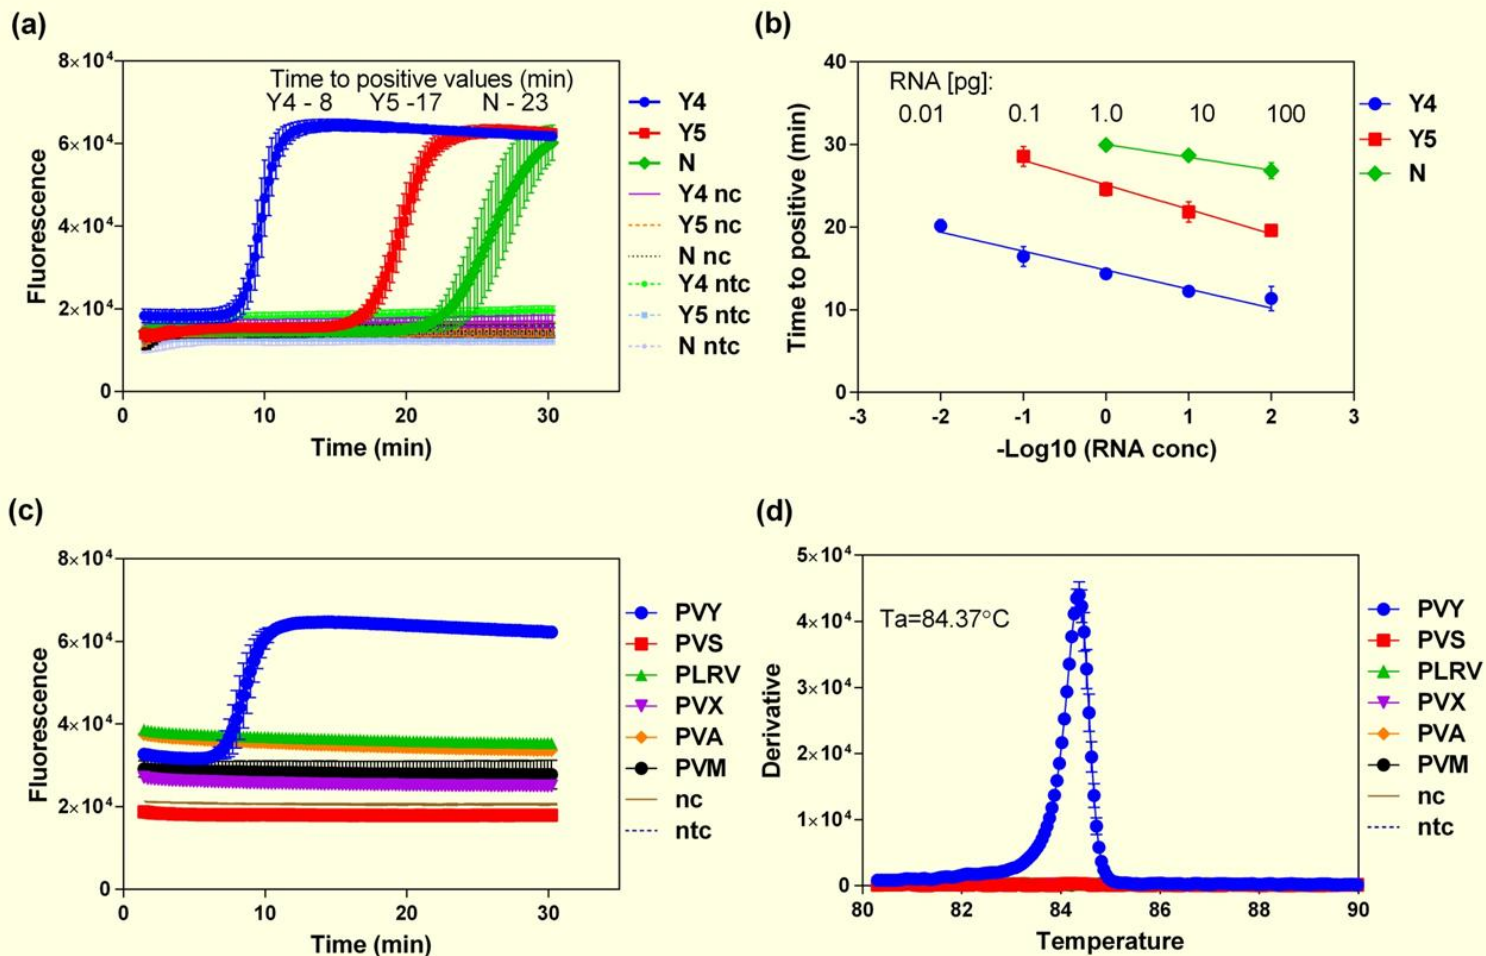 (a)
8×10⁴
6×10⁴
4×10⁴
2×10⁴
0
Fluorescence
Time to positive values (min)
Y4 - 8 Y5 -17 N - 23
0 10 20 30
Time (min)
Y4
Y5
N
Y4 nc
Y5 nc
N nc
Y4 ntc
Y5 ntc
N ntc
(b)
40
30
20
10
0
Time to positive (min)
RNA [pg]:
0.01 0.1 1.0 10 100
-3 -2 -1 0 1 2 3
-Log10 (RNA conc)
Y4
Y5
N
(c)
8×10⁴
6×10⁴
4×10⁴
2×10⁴
0
Fluorescence
0 10 20 30
Time (min)
PVY
PVS
PLRV
PVX
PVA
PVM
nc
ntc
(d)
5×10⁴
4×10⁴
3×10⁴
2×10⁴
1×10⁴
0
Derivative
Ta=84.37°C
80 82 84 86 88 90
Temperature
PVY
PVS
PLRV
PVX
PVA
PVM
nc
ntc